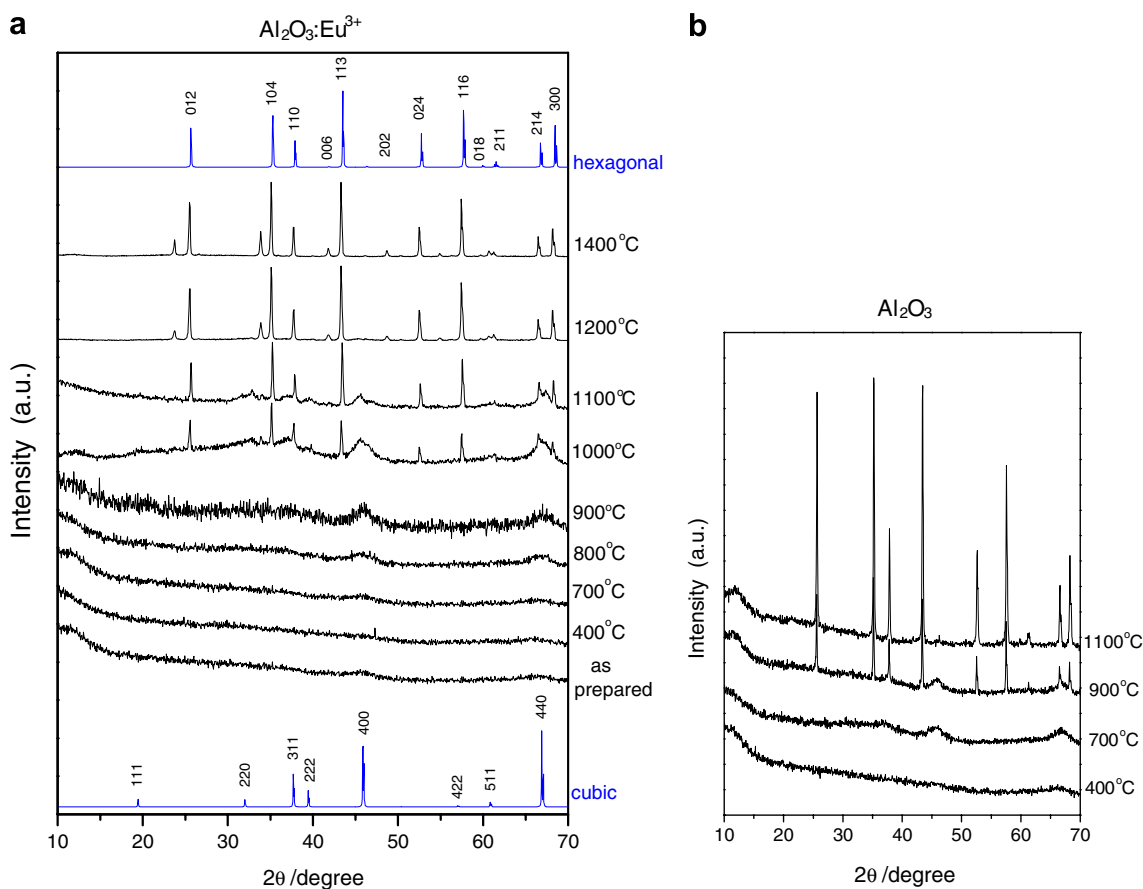 a
Al₂O₃:Eu³⁺
012
104
110
006
113
202
024
116
018
211
214
300
hexagonal
1400°C
1200°C
1100°C
1000°C
900°C
800°C
700°C
400°C
as
prepared
111
220
311
222
400
422
511
440
cubic
Intensity (a.u.)
10 20 30 40 50 60 70
2θ /degree
b
Al₂O₃
1100°C
900°C
700°C
400°C
Intensity (a.u.)
10 20 30 40 50 60 70
2θ /degree